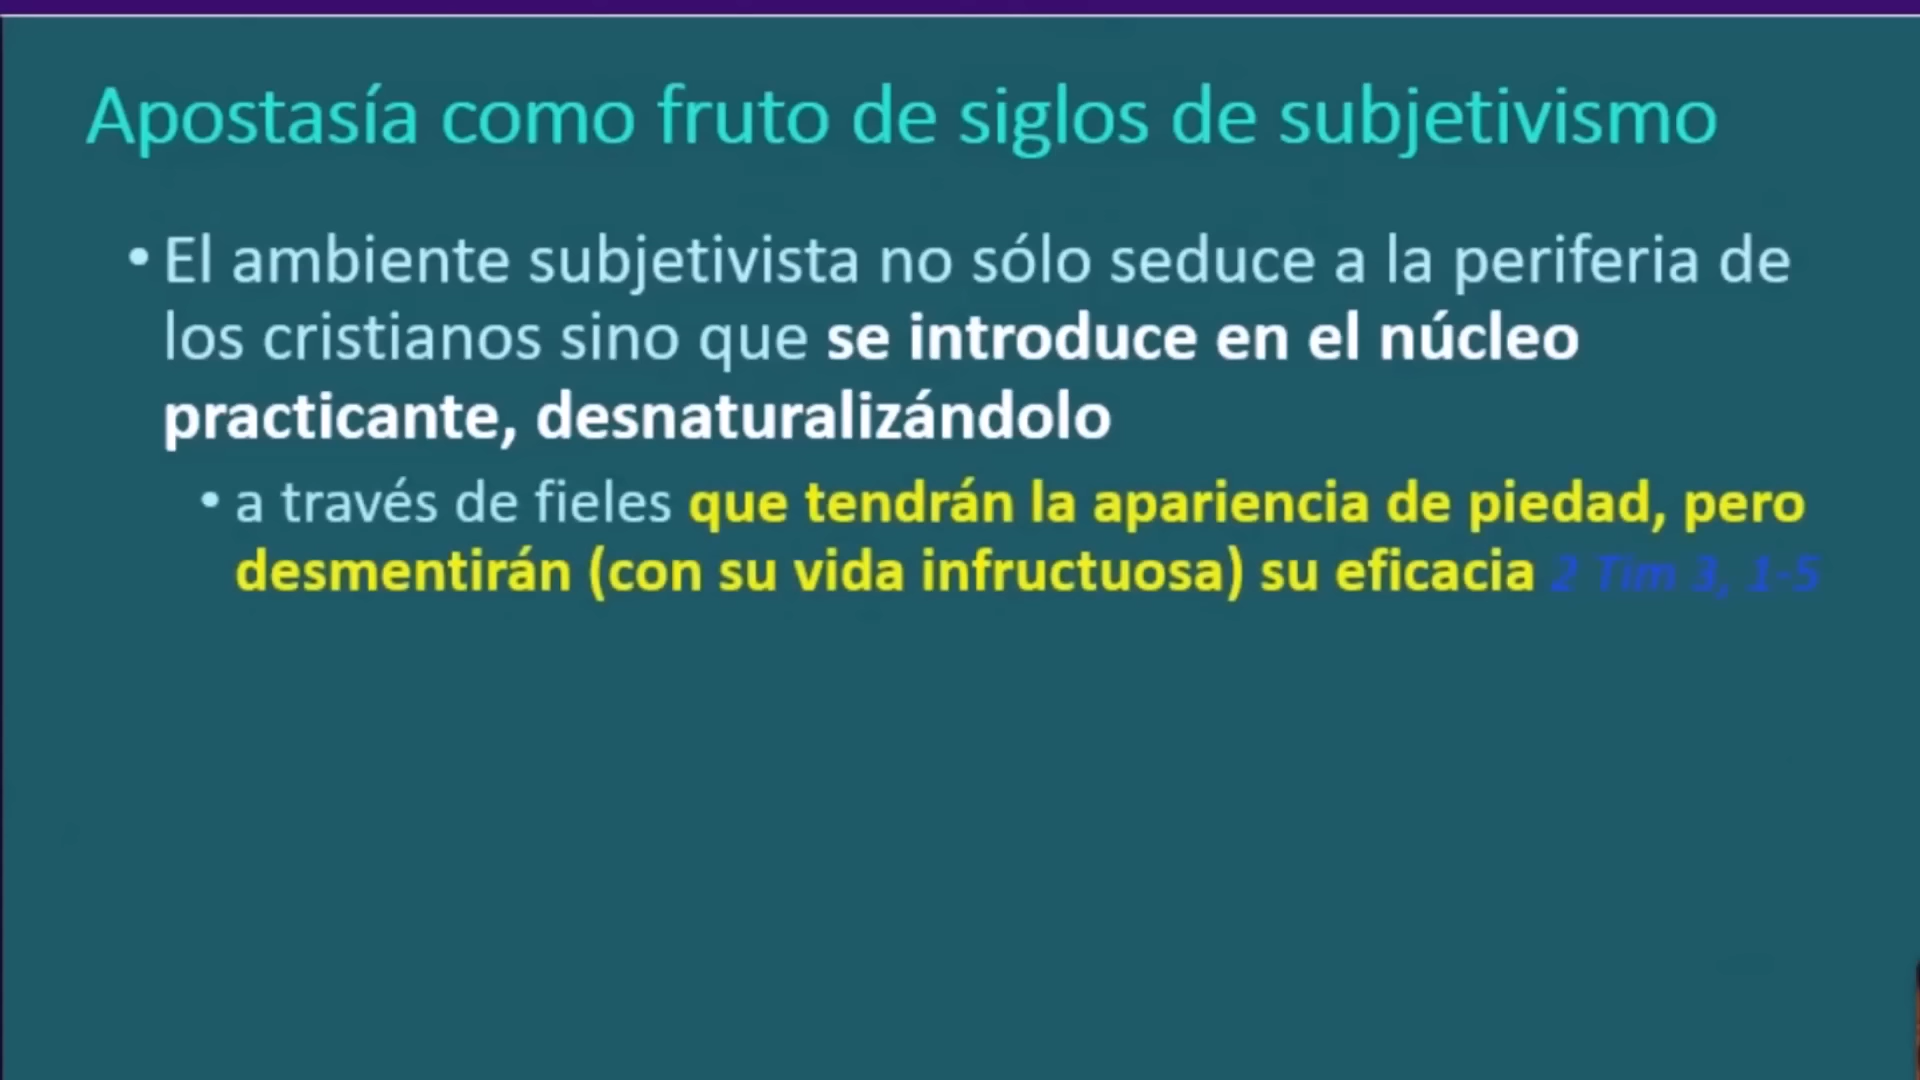 Apostasía como fruto de siglos de subjetivismo
• El ambiente subjetivista no sólo seduce a la periferia de
los cristianos sino que se introduce en el núcleo
practicante, desnaturalizándolo
• a través de fieles que tendrán la apariencia de piedad, pero
desmentirán (con su vida infructuosa) su eficacia 2 Tim 3, 1-5